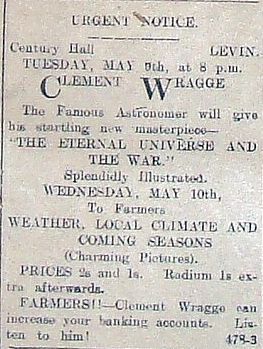 URGENT NOTICE.
Century Hall LEVIN.
TUESDAY, MAY 9th, at 8 p.m.
CLEMENT WRAGGE
The Famous Astronomer will give
his startling new masterpiece—
"THE ETERNAL UNIVERSE AND
THE WAR."
Splendidly Illustrated.
WEDNESDAY, MAY 10th,
To Farmers
WEATHER, LOCAL CLIMATE AND
COMING SEASONS
(Charming Pictures).
PRICES 2s and 1s. Radium 1s ex-
tra afterwards.
FARMERS!!—Clement Wragge can
increase your banking accounts. Lis-
ten to him! 478-3